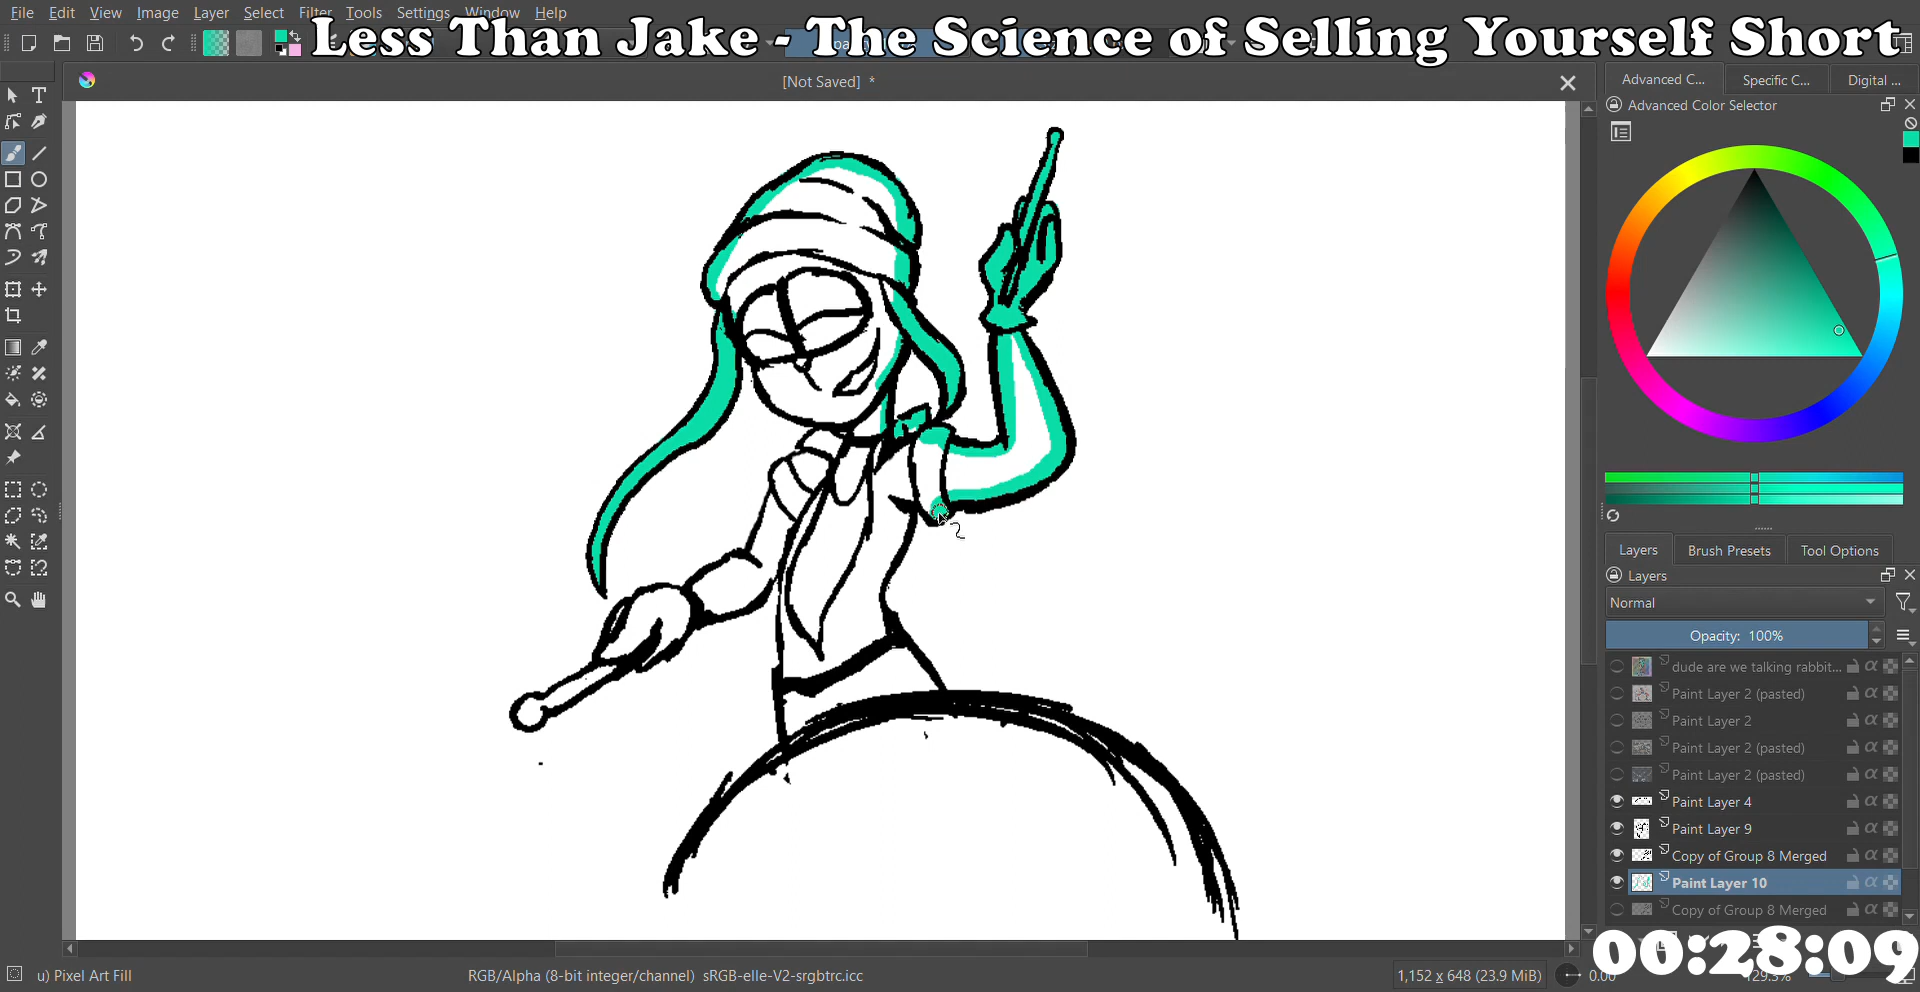 File Edit View Image Layer Select Filter Tools Settings Window Help
Less Than Jake - The Science of Selling Yourself Short
[Not Saved] *
Advanced C... Specific C... Digital ...
Advanced Color Selector
Layers Brush Presets Tool Options
Layers
Normal
Opacity: 100%
dude are we talking rabbit...
Paint Layer 2 (pasted)
Paint Layer 2
Paint Layer 2 (pasted)
Paint Layer 2 (pasted)
Paint Layer 4
Paint Layer 9
Copy of Group 8 Merged
Paint Layer 10
Copy of Group 8 Merged
00:28:09
u) Pixel Art Fill
RGB/Alpha (8-bit integer/channel) sRGB-elle-V2-srgbtrc.icc
1,152 x 648 (23.9 MiB)